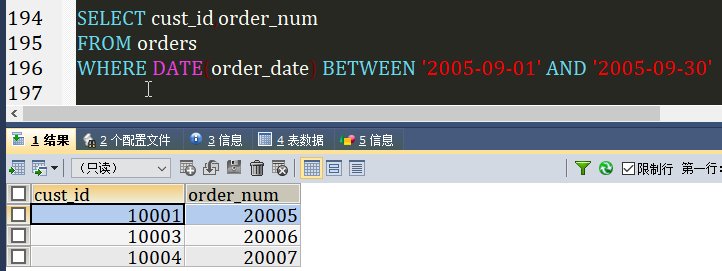 194 SELECT cust_id order_num
195 FROM orders
196 WHERE DATE(order_date) BETWEEN '2005-09-01' AND '2005-09-30'
197
1 结果 2 个配置文件 3 信息 4 表数据 5 信息
（只读） 限制行 第一行:
cust_id order_num
10001 20005
10003 20006
10004 20007